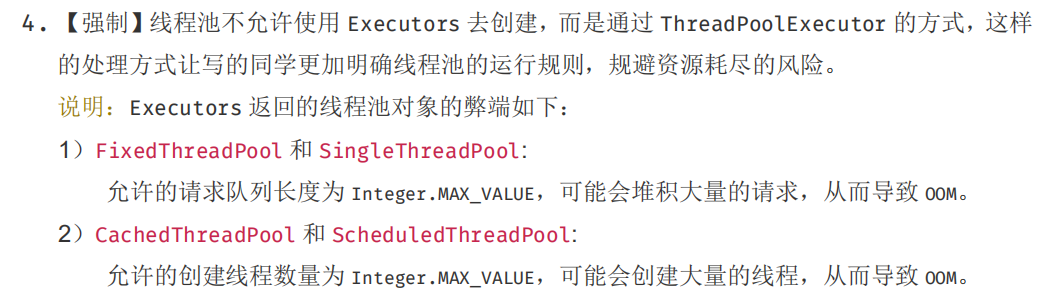 4. 【强制】线程池不允许使用 Executors 去创建，而是通过 ThreadPoolExecutor 的方式，这样
的处理方式让写的同学更加明确线程池的运行规则，规避资源耗尽的风险。
说明：Executors 返回的线程池对象的弊端如下：
1）FixedThreadPool 和 SingleThreadPool:
允许的请求队列长度为 Integer.MAX_VALUE，可能会堆积大量的请求，从而导致 OOM。
2）CachedThreadPool 和 ScheduledThreadPool:
允许的创建线程数量为 Integer.MAX_VALUE，可能会创建大量的线程，从而导致 OOM。